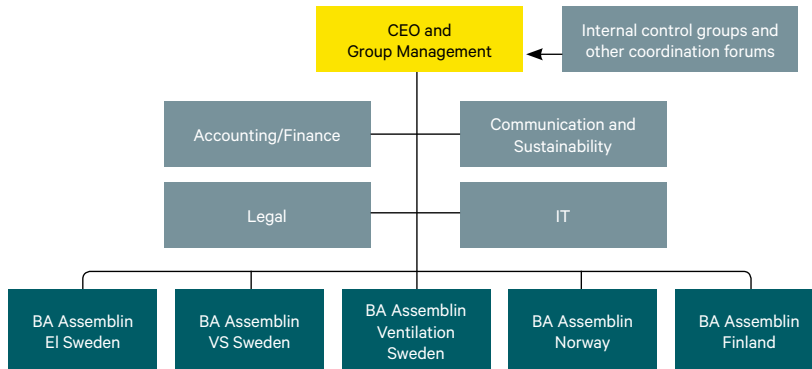 CEO and
Group Management
Internal control groups and
other coordination forums
Accounting/Finance
Communication and
Sustainability
Legal
IT
BA Assemblin
El Sweden
BA Assemblin
VS Sweden
BA Assemblin
Ventilation
Sweden
BA Assemblin
Norway
BA Assemblin
Finland